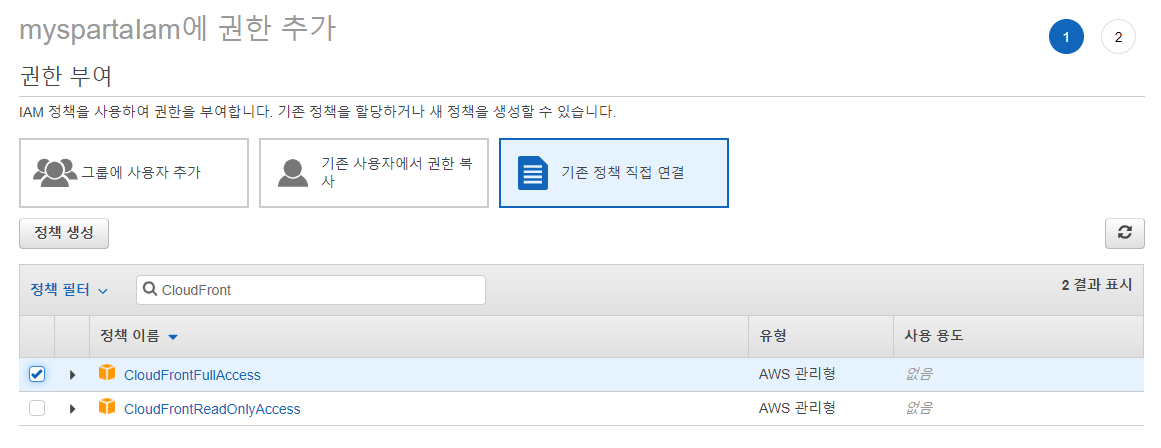 myspartaIam에 권한 추가
1
2
권한 부여
IAM 정책을 사용하여 권한을 부여합니다. 기존 정책을 할당하거나 새 정책을 생성할 수 있습니다.
그룹에 사용자 추가
기존 사용자에서 권한 복
사
기존 정책 직접 연결
정책 생성
정책 필터
CloudFront
2 결과 표시
정책 이름
유형
사용 용도
CloudFrontFullAccess
AWS 관리형
없음
CloudFrontReadOnlyAccess
AWS 관리형
없음